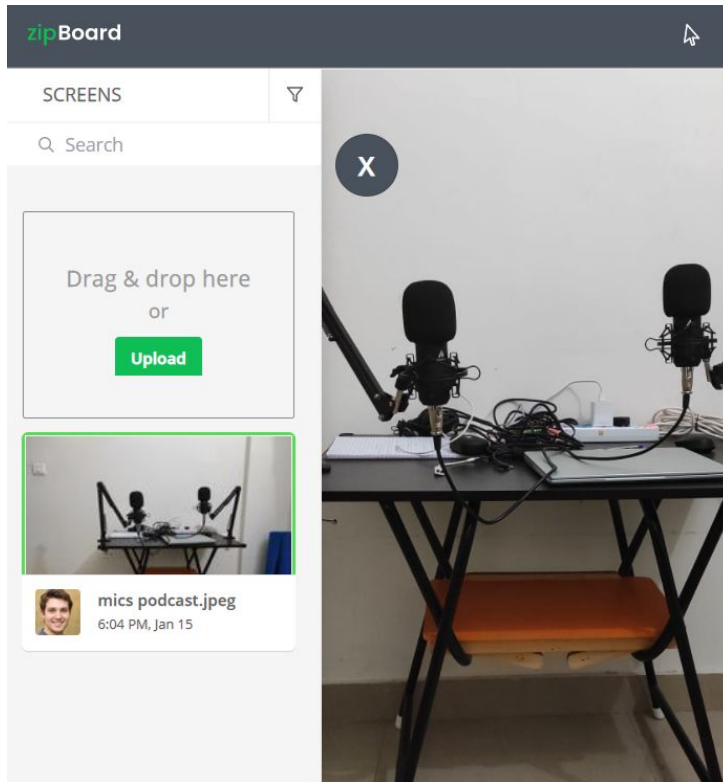 zipBoard
SCREENS
Search
X
Drag & drop here
or
Upload
mics podcast.jpeg
6:04 PM, Jan 15